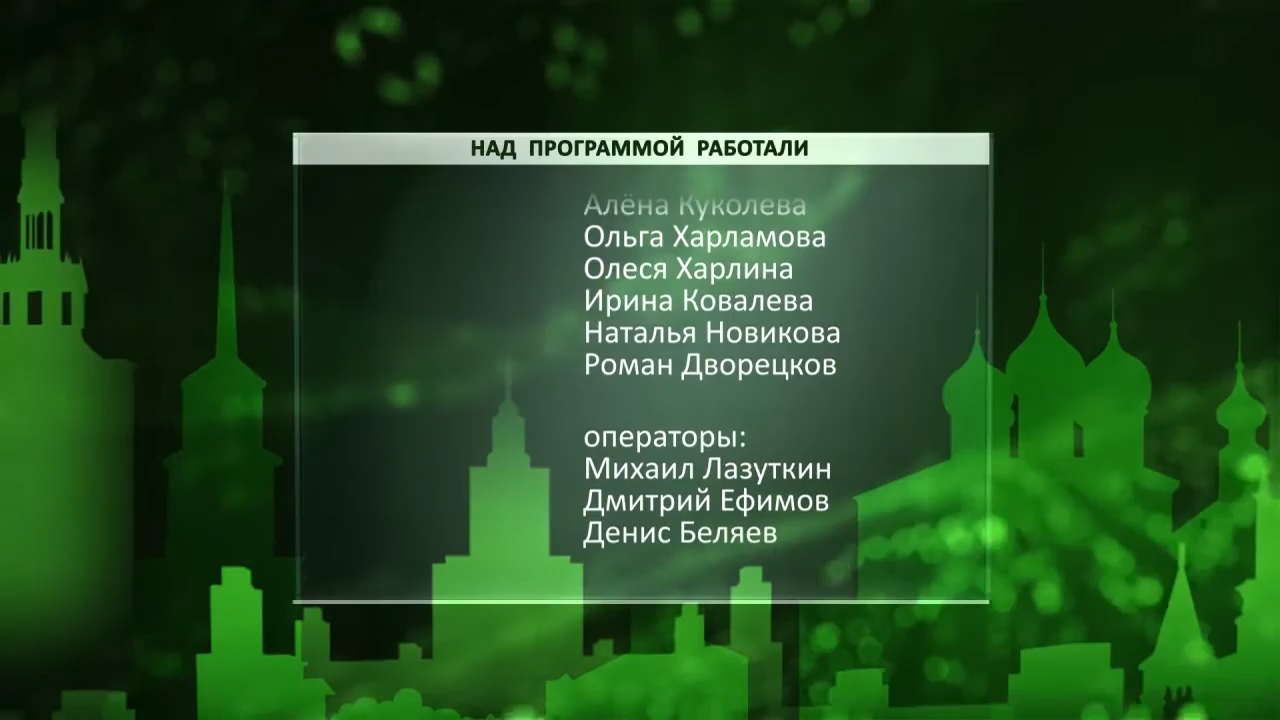 НАД ПРОГРАММОЙ РАБОТАЛИ
Алёна Куколева
Ольга Харламова
Олеся Харлина
Ирина Ковалева
Наталья Новикова
Роман Дворецков
операторы:
Михаил Лазуткин
Дмитрий Ефимов
Денис Беляев